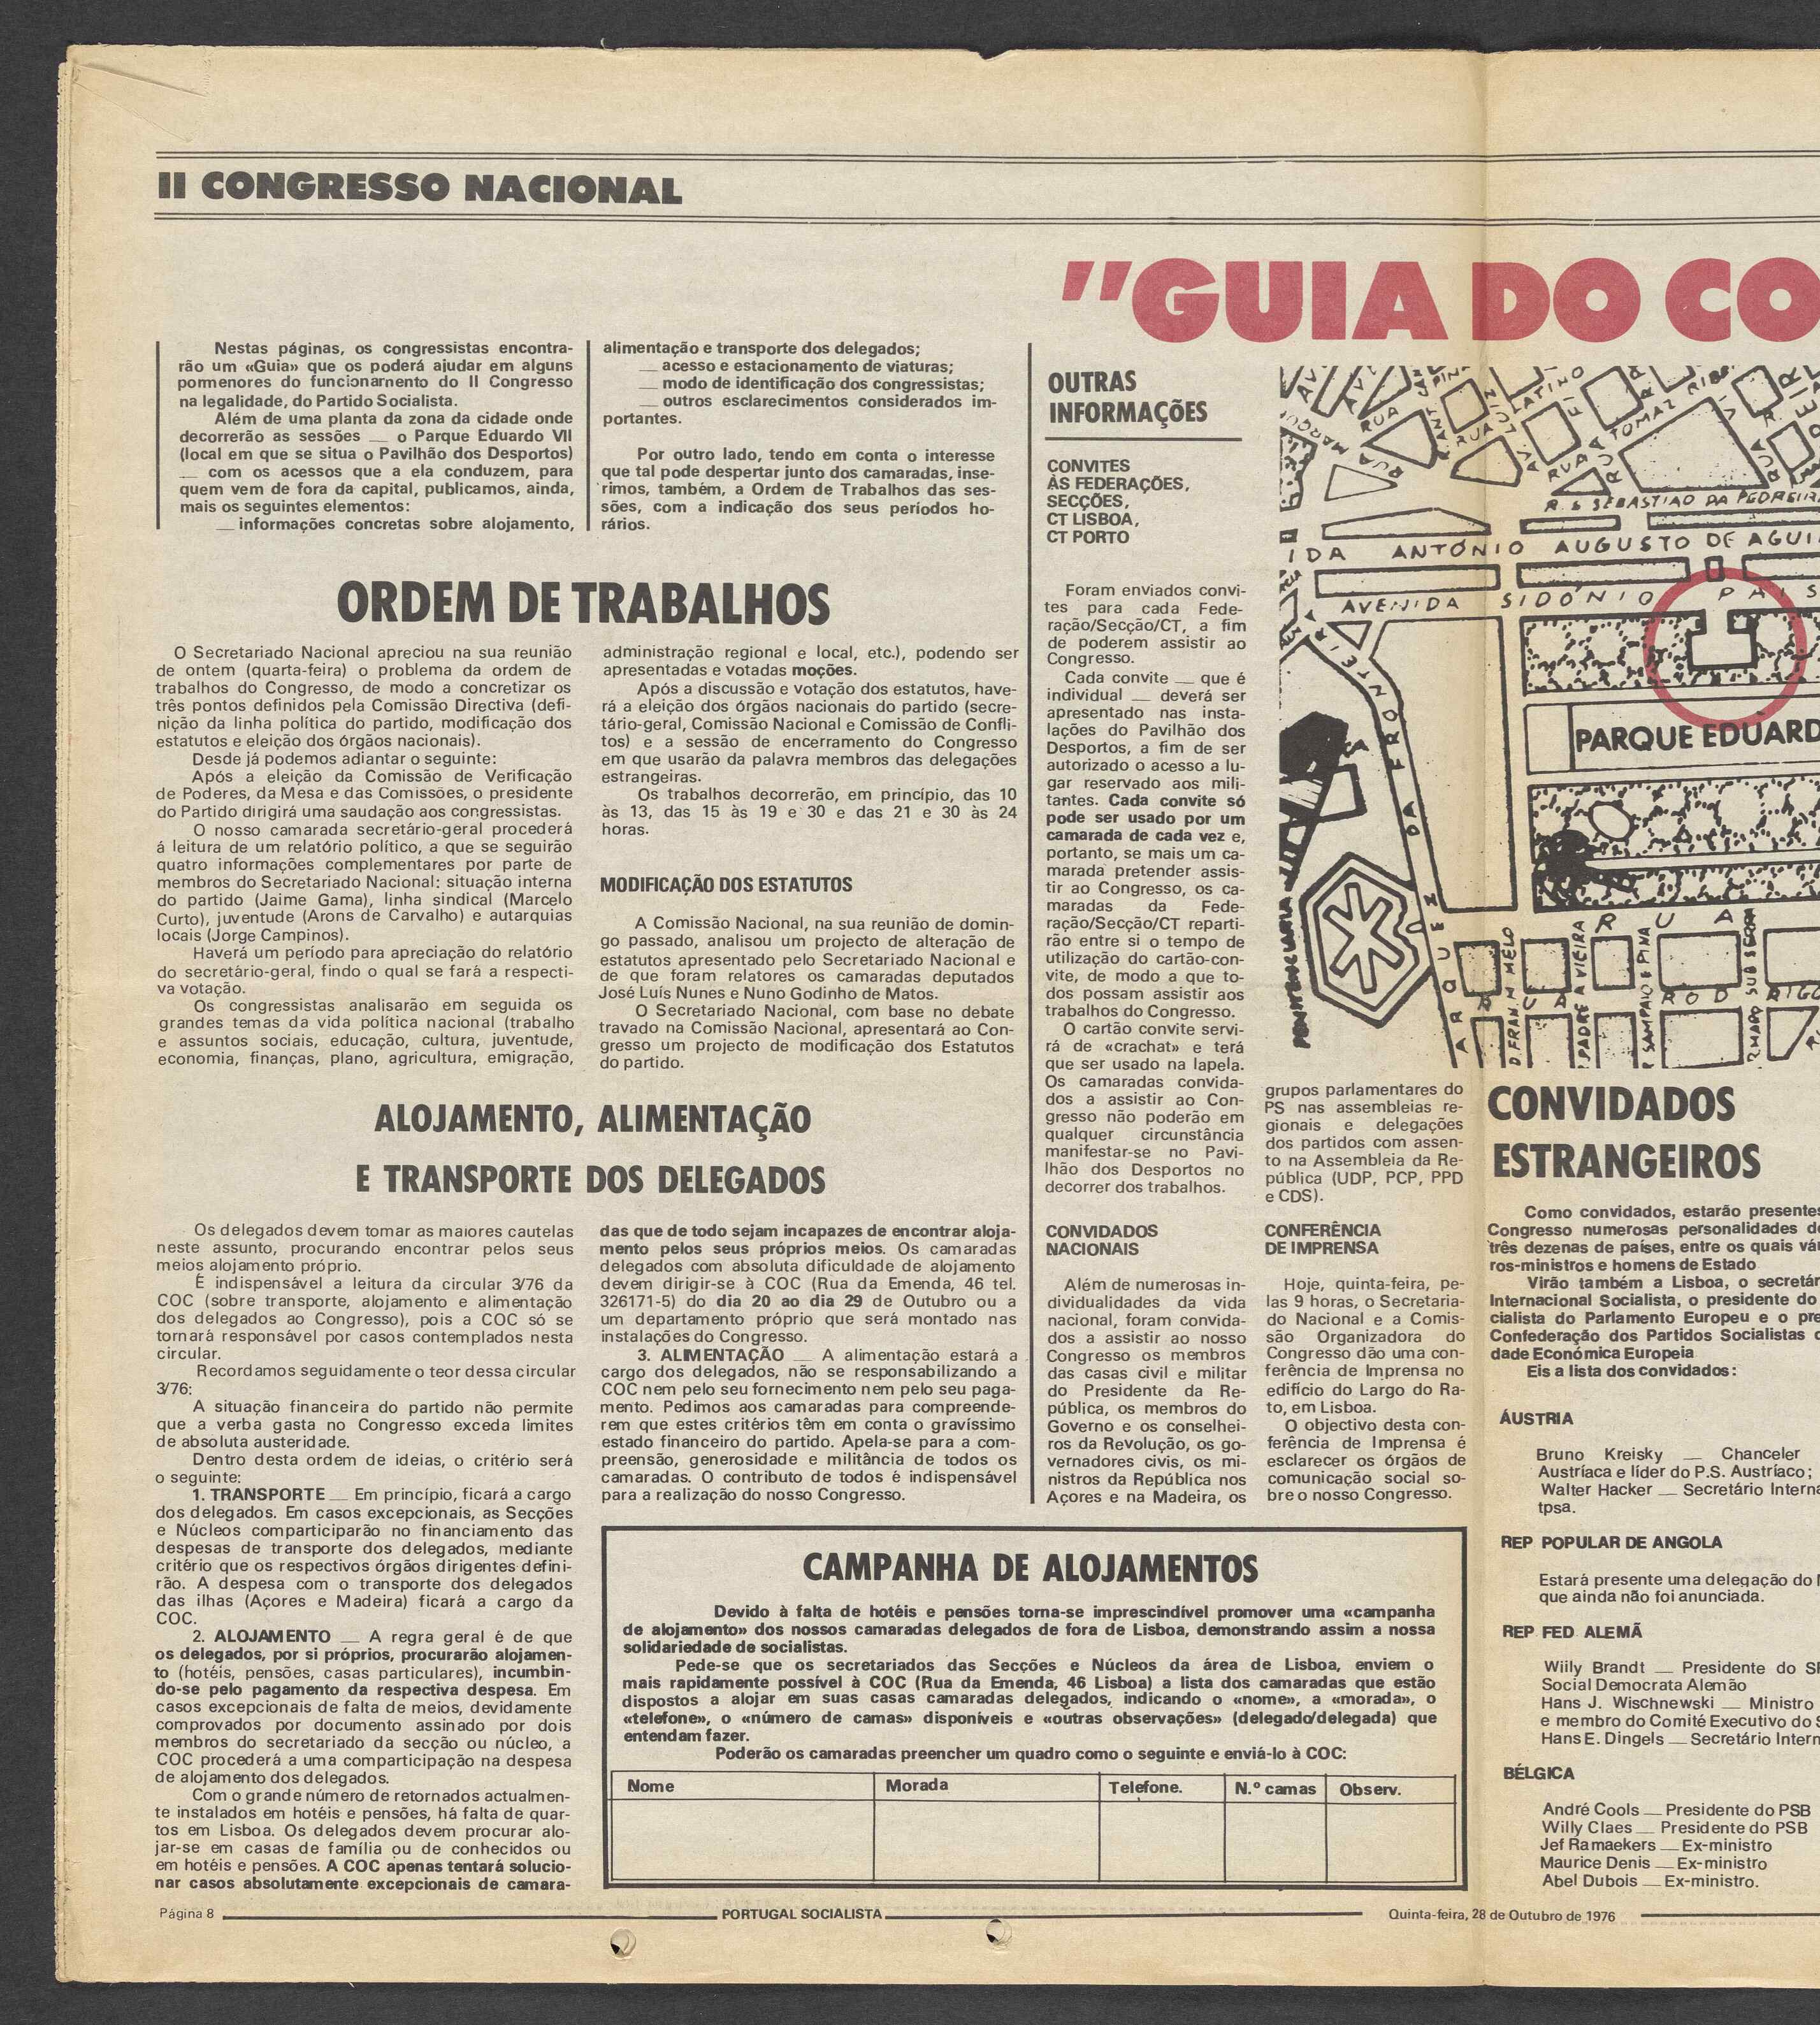 II CONGRESSO NACIONAL
"GUIA DO CO
Nestas páginas, os congressistas encontra-
rão um «Guia» que os poderá ajudar em alguns
pormenores do funcionamento do II Congresso
na legalidade, do Partido Socialista.
Além de uma planta da zona da cidade onde
decorrerão as sessões — o Parque Eduardo VII
(local em que se situa o Pavilhão dos Desportos)
— com os acessos que a ela conduzem, para
quem vem de fora da capital, publicamos, ainda,
mais os seguintes elementos:
— informações concretas sobre alojamento,
alimentação e transporte dos delegados;
— acesso e estacionamento de viaturas;
— modo de identificação dos congressistas;
— outros esclarecimentos considerados im-
portantes.
Por outro lado, tendo em conta o interesse
que tal pode despertar junto dos camaradas, inse-
rimos, também, a Ordem de Trabalhos das ses-
sões, com a indicação dos seus períodos ho-
rários.
ORDEM DE TRABALHOS
O Secretariado Nacional apreciou na sua reunião
de ontem (quarta-feira) o problema da ordem de
trabalhos do Congresso, de modo a concretizar os
três pontos definidos pela Comissão Directiva (defi-
nição da linha política do partido, modificação dos
estatutos e eleição dos órgãos nacionais).
Desde já podemos adiantar o seguinte:
Após a eleição da Comissão de Verificação
de Poderes, da Mesa e das Comissões, o presidente
do Partido dirigirá uma saudação aos congressistas.
O nosso camarada secretário-geral procederá
á leitura de um relatório político, a que se seguirão
quatro informações complementares por parte de
membros do Secretariado Nacional: situação interna
do partido (Jaime Gama), linha sindical (Marcelo
Curto), juventude (Arons de Carvalho) e autarquias
locais (Jorge Campinos).
Haverá um período para apreciação do relatório
do secretário-geral, findo o qual se fará a respecti-
va votação.
Os congressistas analisarão em seguida os
grandes temas da vida política nacional (trabalho
e assuntos sociais, educação, cultura, juventude,
economia, finanças, plano, agricultura, emigração,
administração regional e local, etc.), podendo ser
apresentadas e votadas moções.
Após a discussão e votação dos estatutos, have-
rá a eleição dos órgãos nacionais do partido (secre-
tário-geral, Comissão Nacional e Comissão de Confli-
tos) e a sessão de encerramento do Congresso
em que usarão da palavra membros das delegações
estrangeiras.
Os trabalhos decorrerão, em princípio, das 10
às 13, das 15 às 19 e 30 e das 21 e 30 às 24
horas.
MODIFICAÇÃO DOS ESTATUTOS
A Comissão Nacional, na sua reunião de domin-
go passado, analisou um projecto de alteração de
estatutos apresentado pelo Secretariado Nacional e
de que foram relatores os camaradas deputados
José Luís Nunes e Nuno Godinho de Matos.
O Secretariado Nacional, com base no debate
travado na Comissão Nacional, apresentará ao Con-
gresso um projecto de modificação dos Estatutos
do partido.
ALOJAMENTO, ALIMENTAÇÃO
E TRANSPORTE DOS DELEGADOS
Os delegados devem tomar as maiores cautelas
neste assunto, procurando encontrar pelos seus
meios alojamento próprio.
É indispensável a leitura da circular 3/76 da
COC (sobre transporte, alojamento e alimentação
dos delegados ao Congresso), pois a COC só se
tornará responsável por casos contemplados nesta
circular.
Recordamos seguidamente o teor dessa circular
3/76:
A situação financeira do partido não permite
que a verba gasta no Congresso exceda limites
de absoluta austeridade.
Dentro desta ordem de ideias, o critério será
o seguinte:
1. TRANSPORTE — Em princípio, ficará a cargo
dos delegados. Em casos excepcionais, as Secções
e Núcleos comparticiparão no financiamento das
despesas de transporte dos delegados, mediante
critério que os respectivos órgãos dirigentes defini-
rão. A despesa com o transporte dos delegados
das ilhas (Açores e Madeira) ficará a cargo da
COC.
2. ALOJAMENTO — A regra geral é de que
os delegados, por si próprios, procurarão alojamen-
to (hotéis, pensões, casas particulares), incumbin-
do-se pelo pagamento da respectiva despesa. Em
casos excepcionais de falta de meios, devidamente
comprovados por documento assinado por dois
membros do secretariado da secção ou núcleo, a
COC procederá a uma comparticipação na despesa
de alojamento dos delegados.
Com o grande número de retornados actualmen-
te instalados em hotéis e pensões, há falta de quar-
tos em Lisboa. Os delegados devem procurar alo-
jar-se em casas de família ou de conhecidos ou
em hotéis e pensões. A COC apenas tentará solucio-
nar casos absolutamente excepcionais de camara-
das que de todo sejam incapazes de encontrar aloja-
mento pelos seus próprios meios. Os camaradas
delegados com absoluta dificuldade de alojamento
devem dirigir-se à COC (Rua da Emenda, 46 tel.
326171-5) do dia 20 ao dia 29 de Outubro ou a
um departamento próprio que será montado nas
instalações do Congresso.
3. ALIMENTAÇÃO — A alimentação estará a
cargo dos delegados, não se responsabilizando a
COC nem pelo seu fornecimento nem pelo seu paga-
mento. Pedimos aos camaradas para compreende-
rem que estes critérios têm em conta o gravíssimo
estado financeiro do partido. Apela-se para a com-
preensão, generosidade e militância de todos os
camaradas. O contributo de todos é indispensável
para a realização do nosso Congresso.
OUTRAS
INFORMAÇÕES
CONVITES
ÀS FEDERAÇÕES,
SECÇÕES,
CT LISBOA,
CT PORTO
Foram enviados convi-
tes para cada Fede-
ração/Secção/CT, a fim
de poderem assistir ao
Congresso.
Cada convite — que é
individual — deverá ser
apresentado nas insta-
lações do Pavilhão dos
Desportos, a fim de ser
autorizado o acesso a lu-
gar reservado aos mili-
tantes. Cada convite só
pode ser usado por um
camarada de cada vez e,
portanto, se mais um ca-
marada pretender assis-
tir ao Congresso, os ca-
maradas da Fede-
ração/Secção/CT reparti-
rão entre si o tempo de
utilização do cartão-con-
vite, de modo a que to-
dos possam assistir aos
trabalhos do Congresso.
O cartão convite servi-
rá de «crachat» e terá
que ser usado na lapela.
Os camaradas convida-
dos a assistir ao Con-
gresso não poderão em
qualquer circunstância
manifestar-se no Pavi-
lhão dos Desportos no
decorrer dos trabalhos.
CONVIDADOS
NACIONAIS
Além de numerosas in-
dividualidades da vida
nacional, foram convida-
dos a assistir ao nosso
Congresso os membros
das casas civil e militar
do Presidente da Re-
pública, os membros do
Governo e os conselhei-
ros da Revolução, os go-
vernadores civis, os mi-
nistros da República nos
Açores e na Madeira, os
grupos parlamentares do
PS nas assembleias re-
gionais e delegações
dos partidos com assen-
to na Assembleia da Re-
pública (UDP, PCP, PPD
e CDS).
CONFERÊNCIA
DE IMPRENSA
Hoje, quinta-feira, pe-
las 9 horas, o Secretaria-
do Nacional e a Comis-
são Organizadora do
Congresso dão uma con-
ferência de Imprensa no
edifício do Largo do Ra-
to, em Lisboa.
O objectivo desta con-
ferência de Imprensa é
esclarecer os órgãos de
comunicação social so-
bre o nosso Congresso.
RUA
RUA
RUA LUIZ
LATINO
RUA TOMAZ RIB
RUA
R. S SEBASTIAO DA PEDREIR
IDA ANTÓNIO AUGUSTO DE AGUI
AVENIDA SIDÓNIO PAIS
PARQUE EDUARD
DA FRONTEIRA
PENITENCIARIA
RUA
D FRAN. M MELO
PADRE A VIEIRA
R SAMPAIO E PINA
CONVIDADOS
ESTRANGEIROS
Como convidados, estarão presentes
Congresso numerosas personalidades de
três dezenas de países, entre os quais vár
ros-ministros e homens de Estado
Virão também a Lisboa, o secretár
Internacional Socialista, o presidente do
cialista do Parlamento Europeu e o pre
Confederação dos Partidos Socialistas d
dade Económica Europeia
Eis a lista dos convidados:
ÁUSTRIA
Bruno Kreisky — Chanceler
Austríaca e líder do P.S. Austríaco;
Walter Hacker — Secretário Interna
tpsa.
REP POPULAR DE ANGOLA
Estará presente uma delegação do M
que ainda não foi anunciada.
REP FED ALEMÃ
Wiily Brandt — Presidente do SP
Social Democrata Alemão
Hans J. Wischnewski — Ministro
e membro do Comité Executivo do S
Hans E. Dingels — Secretário Intern
BÉLGICA
André Cools — Presidente do PSB
Willy Claes — Presidente do PSB
Jef Ramaekers — Ex-ministro
Maurice Denis — Ex-ministro
Abel Dubois — Ex-ministro.
CAMPANHA DE ALOJAMENTOS
Devido à falta de hotéis e pensões torna-se imprescindível promover uma «campanha
de alojamento» dos nossos camaradas delegados de fora de Lisboa, demonstrando assim a nossa
solidariedade de socialistas.
Pede-se que os secretariados das Secções e Núcleos da área de Lisboa, enviem o
mais rapidamente possível à COC (Rua da Emenda, 46 Lisboa) a lista dos camaradas que estão
dispostos a alojar em suas casas camaradas delegados, indicando o «nome», a «morada», o
«telefone», o «número de camas» disponíveis e «outras observações» (delegado/delegada) que
entendam fazer.
Poderão os camaradas preencher um quadro como o seguinte e enviá-lo à COC:
Nome Morada Telefone. N.º camas Observ.
Página 8 PORTUGAL SOCIALISTA Quinta-feira, 28 de Outubro de 1976